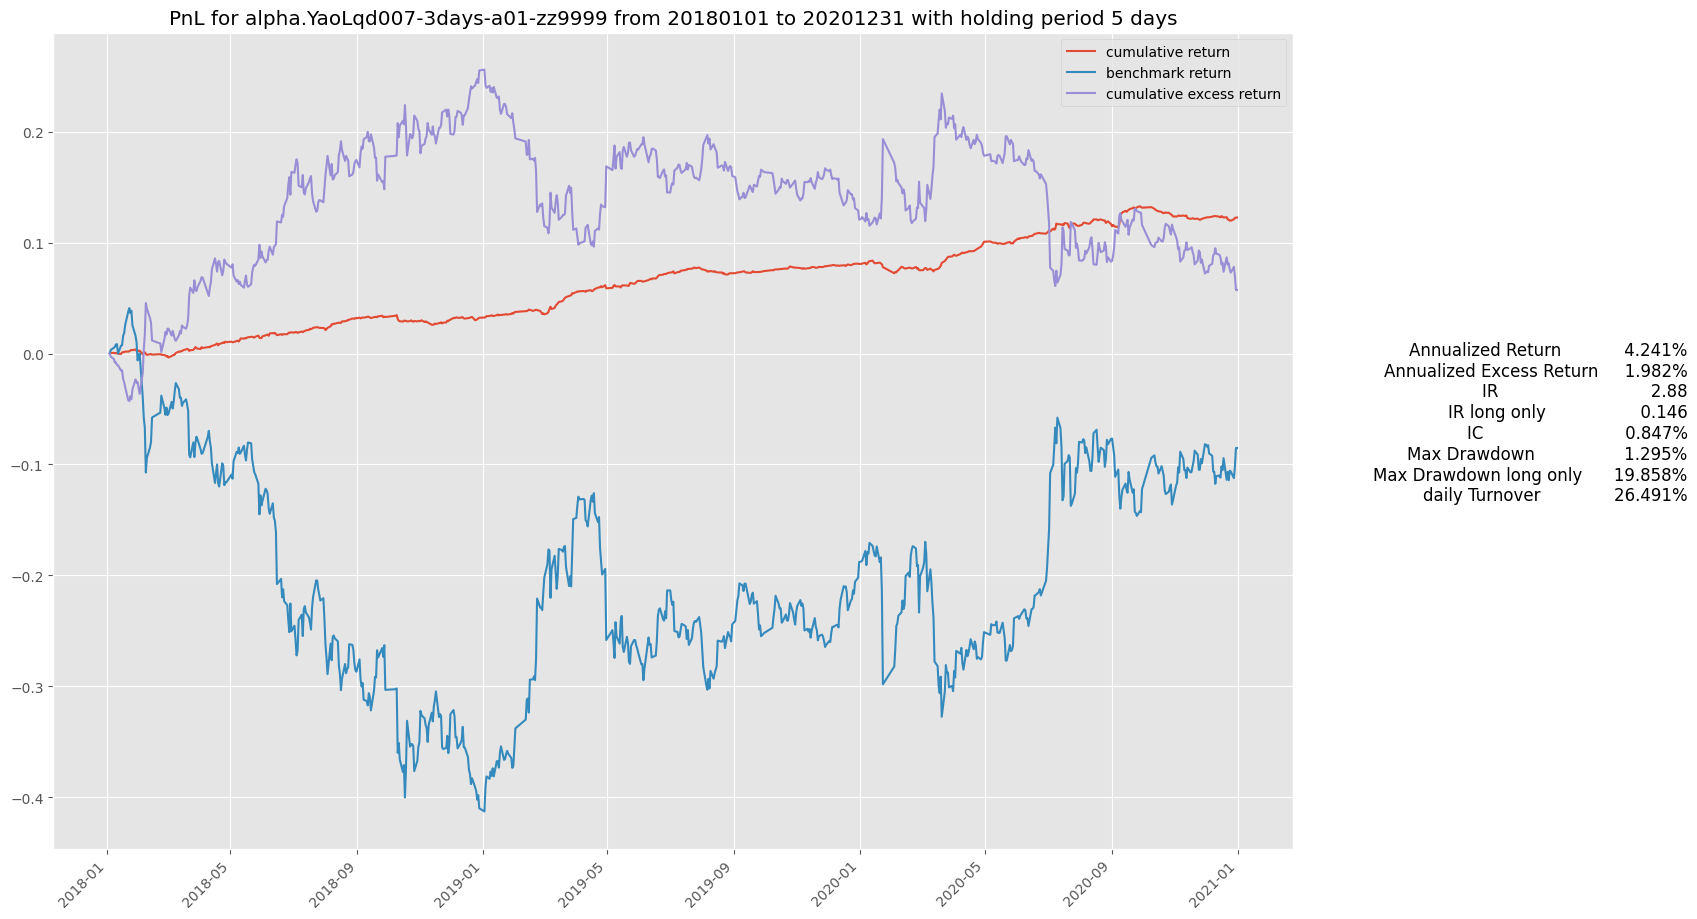 PnL for alpha.YaoLqd007-3days-a01-zz9999 from 20180101 to 20201231 with holding period 5 days
cumulative return
benchmark return
cumulative excess return
0.2
0.1
0.0
−0.1
−0.2
−0.3
−0.4
2018-01
2018-05
2018-09
2019-01
2019-05
2019-09
2020-01
2020-05
2020-09
2021-01
Annualized Return 4.241%
Annualized Excess Return 1.982%
IR 2.88
IR long only 0.146
IC 0.847%
Max Drawdown 1.295%
Max Drawdown long only 19.858%
daily Turnover 26.491%